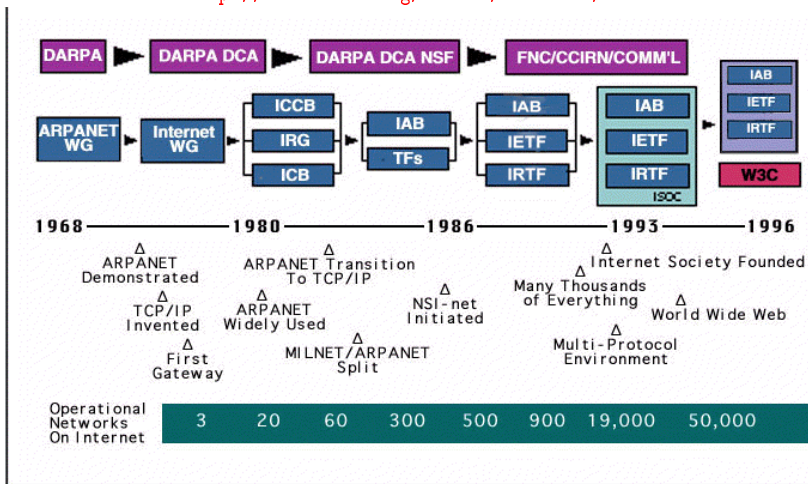 DARPA
DARPA DCA
DARPA DCA NSF
FNC/CCIRN/COMM'L
IAB
IETF
IRTF
ARPANET
WG
Internet
WG
ICCB
IRG
ICB
IAB
TFs
IAB
IETF
IRTF
IAB
IETF
IRTF
ISOC
W3C
1968
1980
1986
1993
1996
ARPANET
Demonstrated
TCP/IP
Invented
First
Gateway
ARPANET Transition
To TCP/IP
ARPANET
Widely Used
MILNET/ARPANET
Split
NSI-net
Initiated
Internet Society Founded
Many Thousands
of Everything
World Wide Web
Multi-Protocol
Environment
Operational
Networks
On Internet
3 20 60 300 500 900 19,000 50,000